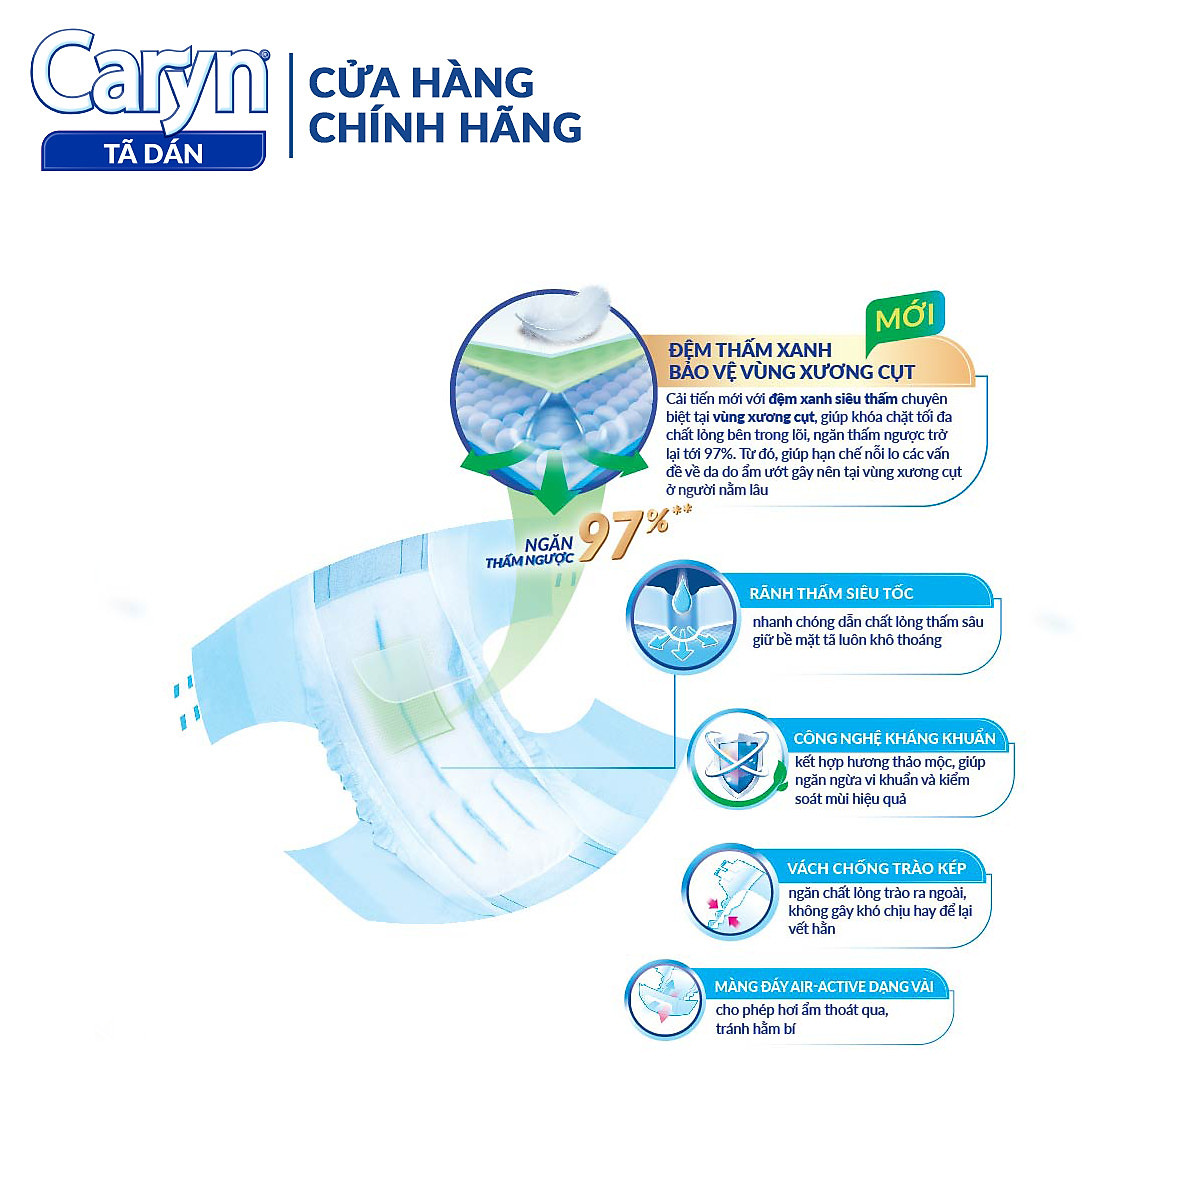 Caryn
TÃ DÁN
CỬA HÀNG
CHÍNH HÃNG
MỚI
ĐỆM THẤM XANH
BẢO VỆ VÙNG XƯƠNG CỤT
Cải tiến mới với đệm xanh siêu thấm chuyên
biệt tại vùng xương cụt, giúp khóa chặt tối đa
chất lỏng bên trong lõi, ngăn thấm ngược trở
lại tới 97%. Từ đó, giúp hạn chế nỗi lo các vấn
đề về da do ẩm ướt gây nên tại vùng xương cụt
ở người nằm lâu
NGĂN
THẤM NGƯỢC
97%**
RÃNH THẤM SIÊU TỐC
nhanh chóng dẫn chất lỏng thấm sâu
giữ bề mặt tã luôn khô thoáng
CÔNG NGHỆ KHÁNG KHUẨN
kết hợp hương thảo mộc, giúp
ngăn ngừa vi khuẩn và kiểm
soát mùi hiệu quả
VÁCH CHỐNG TRÀO KÉP
ngăn chất lỏng trào ra ngoài,
không gây khó chịu hay để lại
vết hằn
MÀNG ĐÁY AIR-ACTIVE DẠNG VẢI
cho phép hơi ẩm thoát qua,
tránh hằm bí